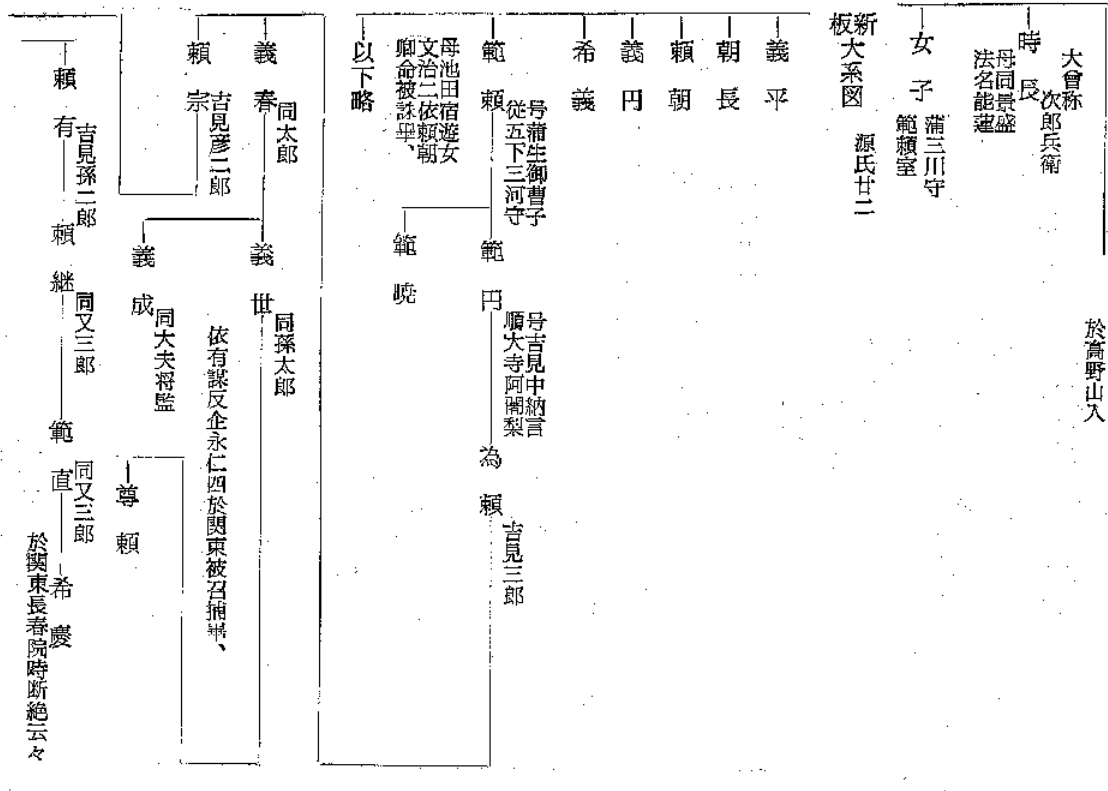 於高野山入
大曾称
時長
次郎兵衛
母同景盛
法名能蓮
女子
蒲三川守
範頼室
新大系図
板
源氏廿二
義平
朝長
頼朝
義円
希義
範頼
号蒲生御曹子
従五下三河守
母池田宿遊女
文治二依頼朝
卿命被誅畢、
範円
号吉見中納言
順大寺阿闍梨
為頼
吉見三郎
範暁
以下略
義春
同太郎
義世
同孫太郎
依有謀反企永仁四於関東被召捕畢、
尊頼
義成
同大夫将監
頼宗
吉見彦二郎
頼有
吉見孫二郎
頼継
同又三郎
範直
同又三郎
希慶
於関東長春院時断絶云々